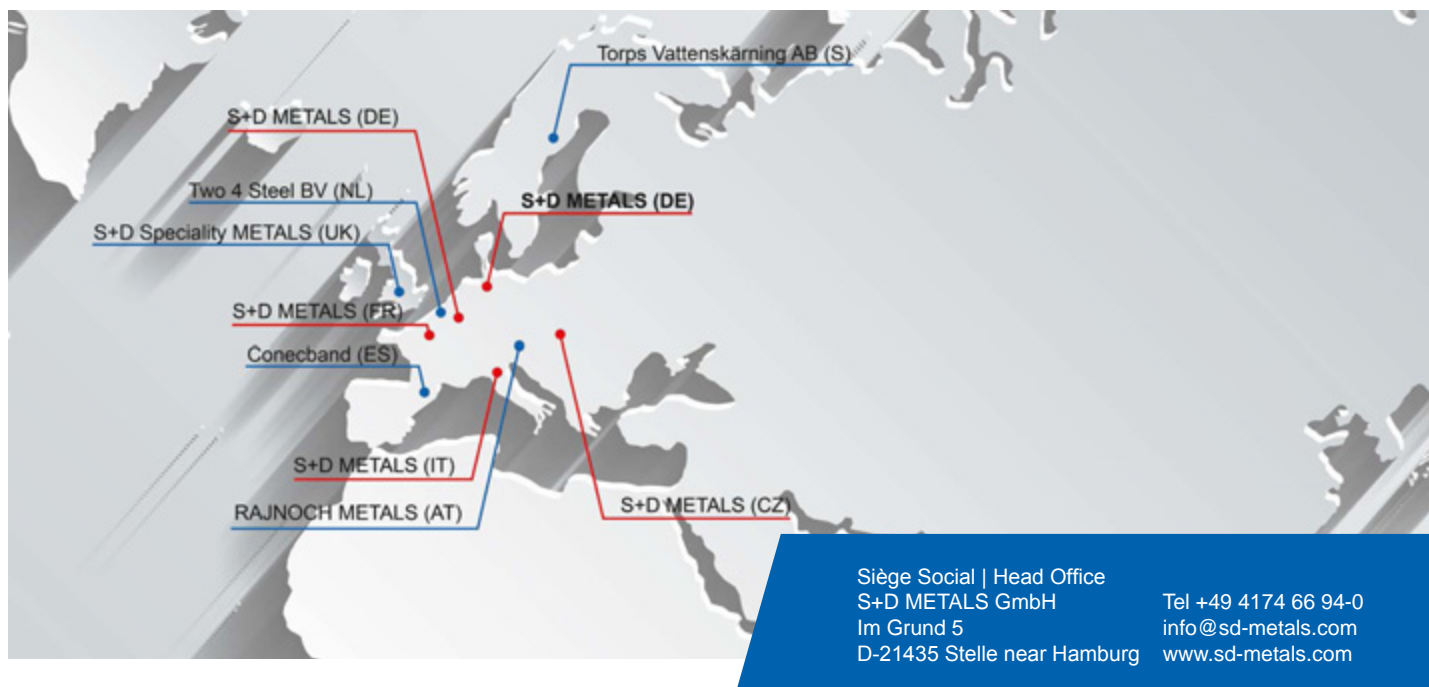 Torps Vattenskärning AB (S)
S+D METALS (DE)
Two 4 Steel BV (NL)
S+D METALS (DE)
S+D Speciality METALS (UK)
S+D METALS (FR)
Conecband (ES)
S+D METALS (IT)
RAJNOCH METALS (AT)
S+D METALS (CZ)
Siège Social | Head Office
S+D METALS GmbH
Im Grund 5
D-21435 Stelle near Hamburg
Tel +49 4174 66 94-0
info@sd-metals.com
www.sd-metals.com